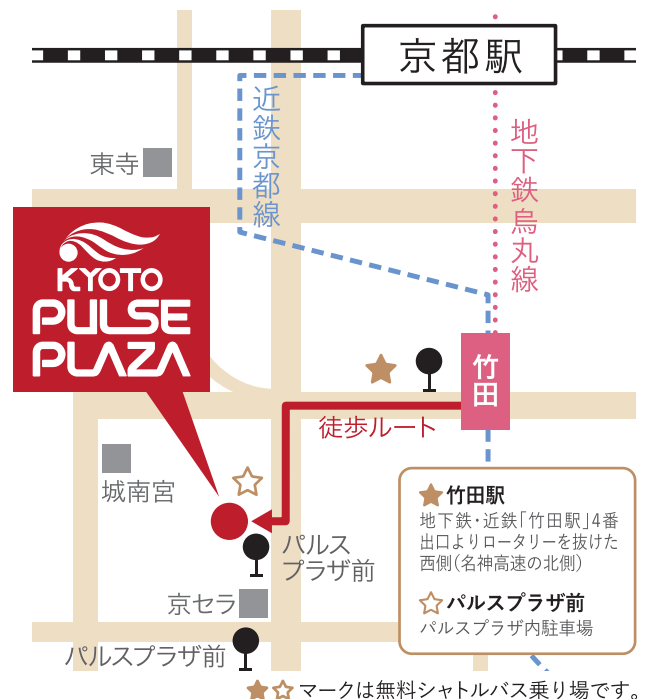 京都駅
近鉄京都線
地下鉄烏丸線
東寺
KYOTO
PULSE
PLAZA
竹田
徒歩ルート
城南宮
パルス
プラザ前
京セラ
パルスプラザ前
竹田駅
地下鉄・近鉄「竹田駅」4番
出口よりロータリーを抜けた
西側(名神高速の北側)
パルスプラザ前
パルスプラザ内駐車場
★☆マークは無料シャトルバス乗り場です。